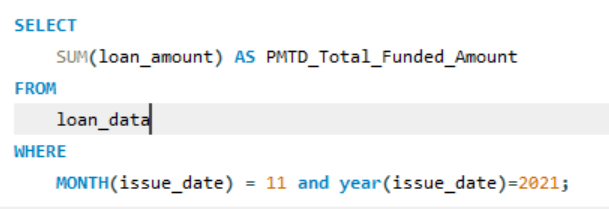 SELECT
SUM(loan_amount) AS PMTD_Total_Funded_Amount
FROM
loan_data
WHERE
MONTH(issue_date) = 11 and year(issue_date)=2021;